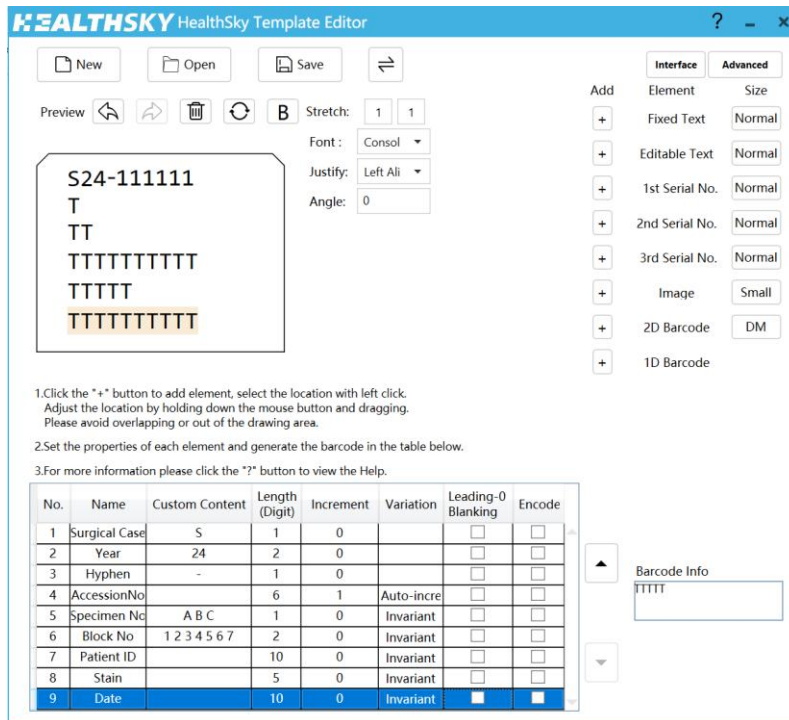 HEALTHSKY HealthSky Template Editor ? – ×
New Open Save ⇌
Interface Advanced
Add Element Size
Preview B Stretch: 1 1
+ Fixed Text Normal
Font : Consol
+ Editable Text Normal
Justify: Left Ali
+ 1st Serial No. Normal
Angle: 0
+ 2nd Serial No. Normal
+ 3rd Serial No. Normal
+ Image Small
+ 2D Barcode DM
+ 1D Barcode
S24-111111
T
TT
TTTTTTTTTT
TTTTT
TTTTTTTTTT
1.Click the "+" button to add element, select the location with left click.
Adjust the location by holding down the mouse button and dragging.
Please avoid overlapping or out of the drawing area.
2.Set the properties of each element and generate the barcode in the table below.
3.For more information please click the "?" button to view the Help.
No. Name Custom Content Length (Digit) Increment Variation Leading-0 Blanking Encode
1 Surgical Case S 1 0
2 Year 24 2 0
3 Hyphen - 1 0
4 AccessionNo 6 1 Auto-incre
5 Specimen No A B C 1 0 Invariant
6 Block No 1 2 3 4 5 6 7 2 0 Invariant
7 Patient ID 10 0 Invariant
8 Stain 5 0 Invariant
9 Date 10 0 Invariant
Barcode Info
TTTTT